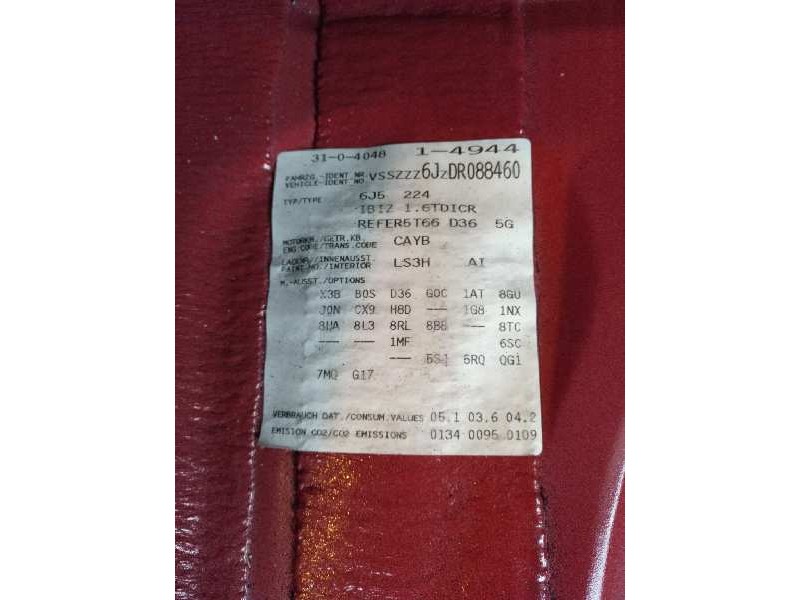 31-0-4048 1-4944
FAHRZG.-IDENT.NR.
VEHICLE-IDENT.NO. VSSZZZ6JZDR088460
TYP/TYPE 6J5 224
IBIZ 1.6TDICR
REFER5T66 D36 5G
MOTORKB./GETR.KB.
ENG.CODE/TRANS.CODE CAYB
LACKNR./INNENAUSST.
PAINT NO./INTERIOR LS3H AI
M.-AUSST./OPTIONS
X3B B0S D36 G0C 1AT 8GU
J0N CX9 H8D --- 1G8 1NX
8UA 8L3 8RL 8B8 --- 8TC
--- --- 1MF 6SC
--- 5SJ 5RQ QG1
7MQ G17
VERBRAUCH DAT./CONSUM.VALUES 05.1 03.6 04.2
EMISION CO2/CO2 EMISSIONS 0134 0095 0109